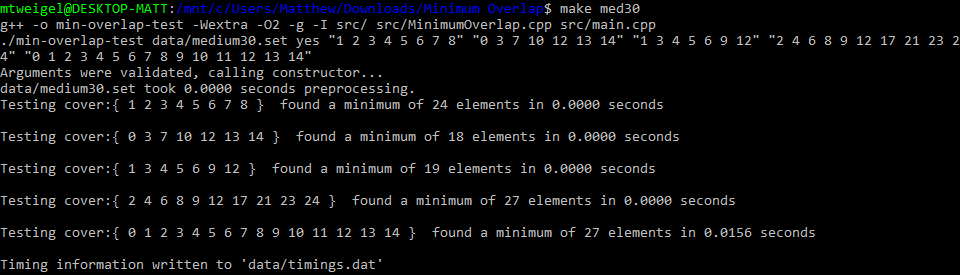 mtweigel@DESKTOP-MATT:/mnt/c/Users/Matthew/Downloads/Minimum Overlap$ make med30
g++ -o min-overlap-test -Wextra -O2 -g -I src/ src/MinimumOverlap.cpp src/main.cpp
./min-overlap-test data/medium30.set yes "1 2 3 4 5 6 7 8" "0 3 7 10 12 13 14" "1 3 4 5 6 9 12" "2 4 6 8 9 12 17 21 23 2
4" "0 1 2 3 4 5 6 7 8 9 10 11 12 13 14"
Arguments were validated, calling constructor...
data/medium30.set took 0.0000 seconds preprocessing.
Testing cover:{ 1 2 3 4 5 6 7 8 }  found a minimum of 24 elements in 0.0000 seconds
Testing cover:{ 0 3 7 10 12 13 14 }  found a minimum of 18 elements in 0.0000 seconds
Testing cover:{ 1 3 4 5 6 9 12 }  found a minimum of 19 elements in 0.0000 seconds
Testing cover:{ 2 4 6 8 9 12 17 21 23 24 }  found a minimum of 27 elements in 0.0000 seconds
Testing cover:{ 0 1 2 3 4 5 6 7 8 9 10 11 12 13 14 }  found a minimum of 27 elements in 0.0156 seconds
Timing information written to 'data/timings.dat'